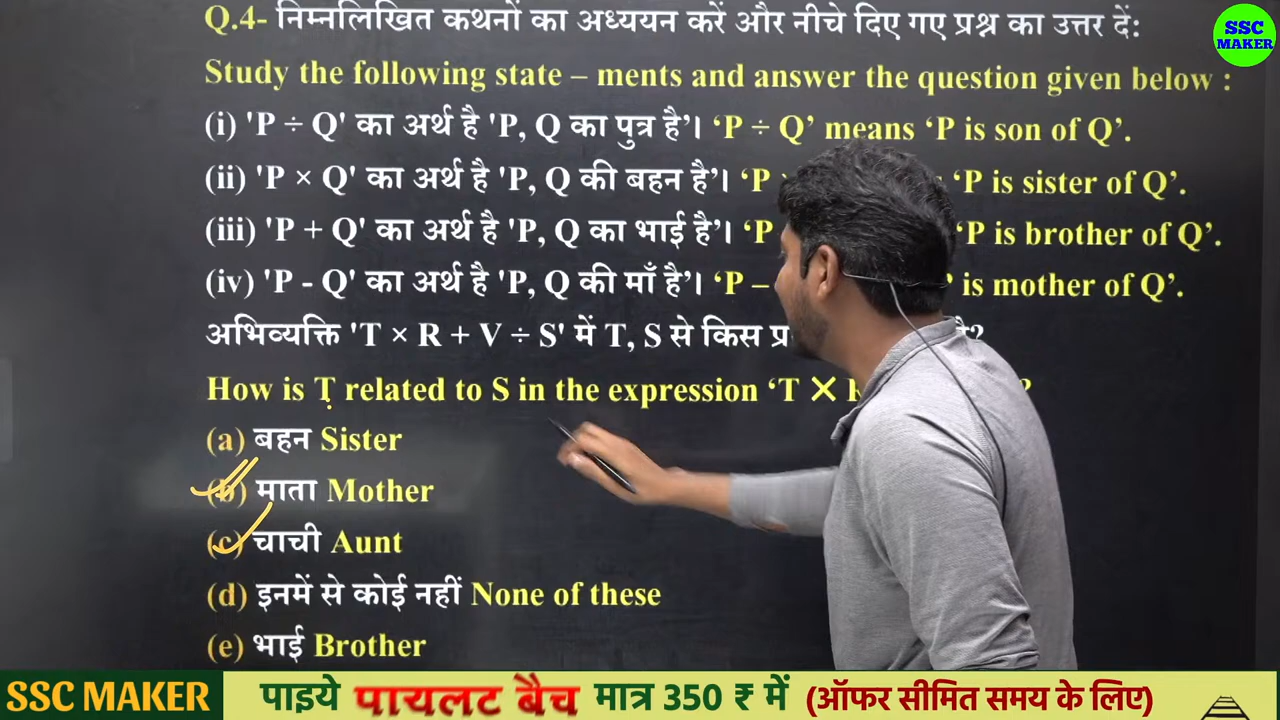 Q.4- निम्नलिखित कथनों का अध्ययन करें और नीचे दिए गए प्रश्न का उत्तर दें:
SSC
MAKER
Study the following state – ments and answer the question given below :
(i) 'P ÷ Q' का अर्थ है 'P, Q का पुत्र है’। ‘P ÷ Q’ means ‘P is son of Q’.
(ii) 'P × Q' का अर्थ है 'P, Q की बहन है’। ‘P ‘P is sister of Q’.
(iii) 'P + Q' का अर्थ है 'P, Q का भाई है’। ‘P ‘P is brother of Q’.
(iv) 'P - Q' का अर्थ है 'P, Q की माँ है’। ‘P – is mother of Q’.
अभिव्यक्ति 'T × R + V ÷ S' में T, S से किस
How is T related to S in the expression ‘T × ?
(a) बहन Sister
(b) माता Mother
(c) चाची Aunt
(d) इनमें से कोई नहीं None of these
(e) भाई Brother
SSC MAKER पाइये पायलट बैच मात्र 350 ₹ में (ऑफर सीमित समय के लिए)